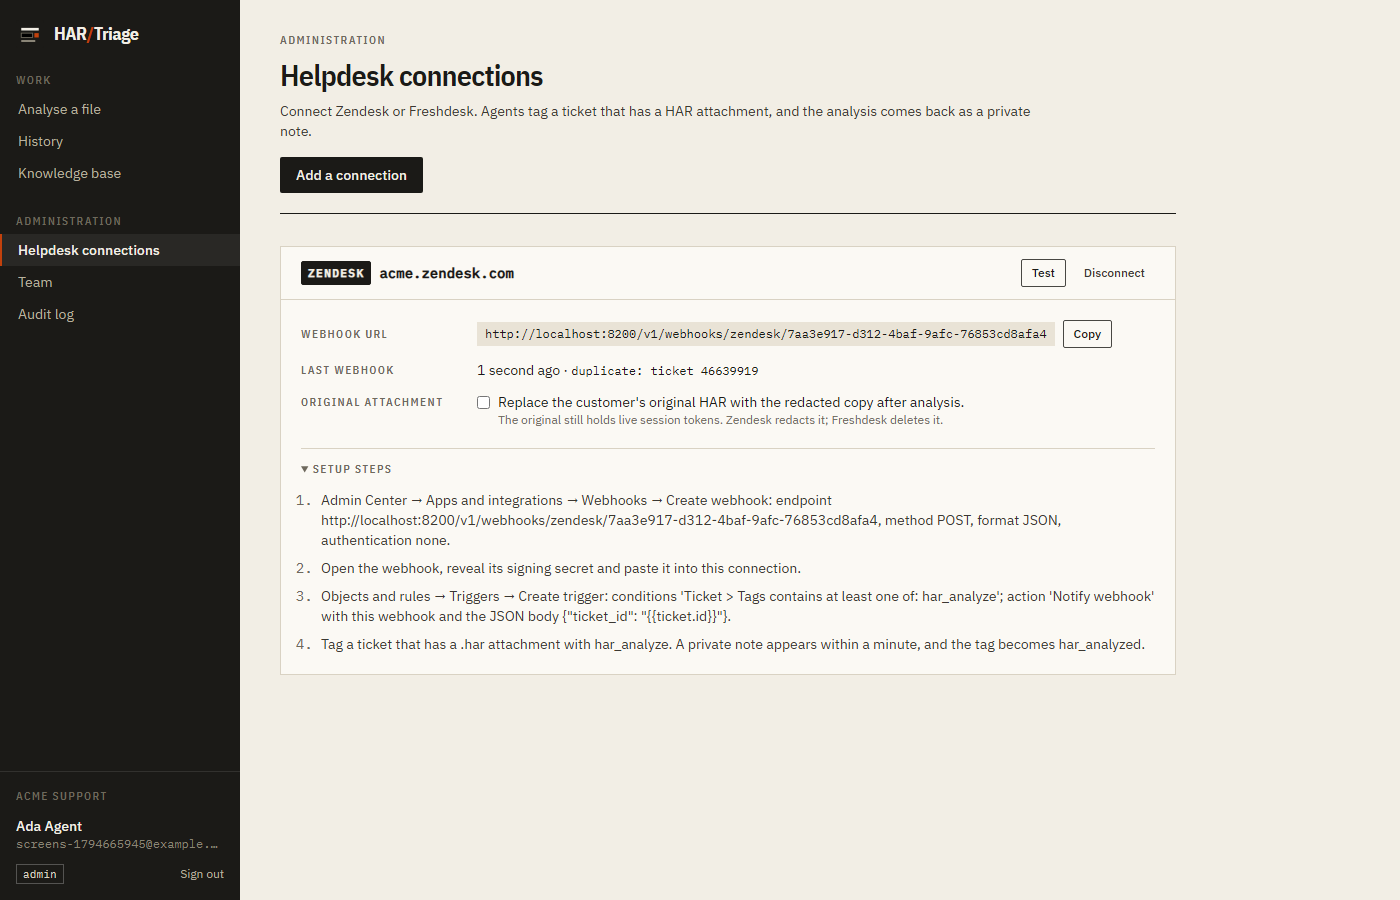 HAR/Triage
WORK
Analyse a file
History
Knowledge base
ADMINISTRATION
Helpdesk connections
Team
Audit log
ACME SUPPORT
Ada Agent
screens-1794665945@example.…
admin
Sign out
ADMINISTRATION
Helpdesk connections
Connect Zendesk or Freshdesk. Agents tag a ticket that has a HAR attachment, and the analysis comes back as a private
note.
Add a connection
ZENDESK acme.zendesk.com
Test Disconnect
WEBHOOK URL http://localhost:8200/v1/webhooks/zendesk/7aa3e917-d312-4baf-9afc-76853cd8afa4 Copy
LAST WEBHOOK 1 second ago · duplicate: ticket 46639919
ORIGINAL ATTACHMENT Replace the customer's original HAR with the redacted copy after analysis.
The original still holds live session tokens. Zendesk redacts it; Freshdesk deletes it.
▼ SETUP STEPS
1. Admin Center → Apps and integrations → Webhooks → Create webhook: endpoint
http://localhost:8200/v1/webhooks/zendesk/7aa3e917-d312-4baf-9afc-76853cd8afa4, method POST, format JSON,
authentication none.
2. Open the webhook, reveal its signing secret and paste it into this connection.
3. Objects and rules → Triggers → Create trigger: conditions 'Ticket > Tags contains at least one of: har_analyze'; action 'Notify webhook'
with this webhook and the JSON body {"ticket_id": "{{ticket.id}}"}.
4. Tag a ticket that has a .har attachment with har_analyze. A private note appears within a minute, and the tag becomes har_analyzed.